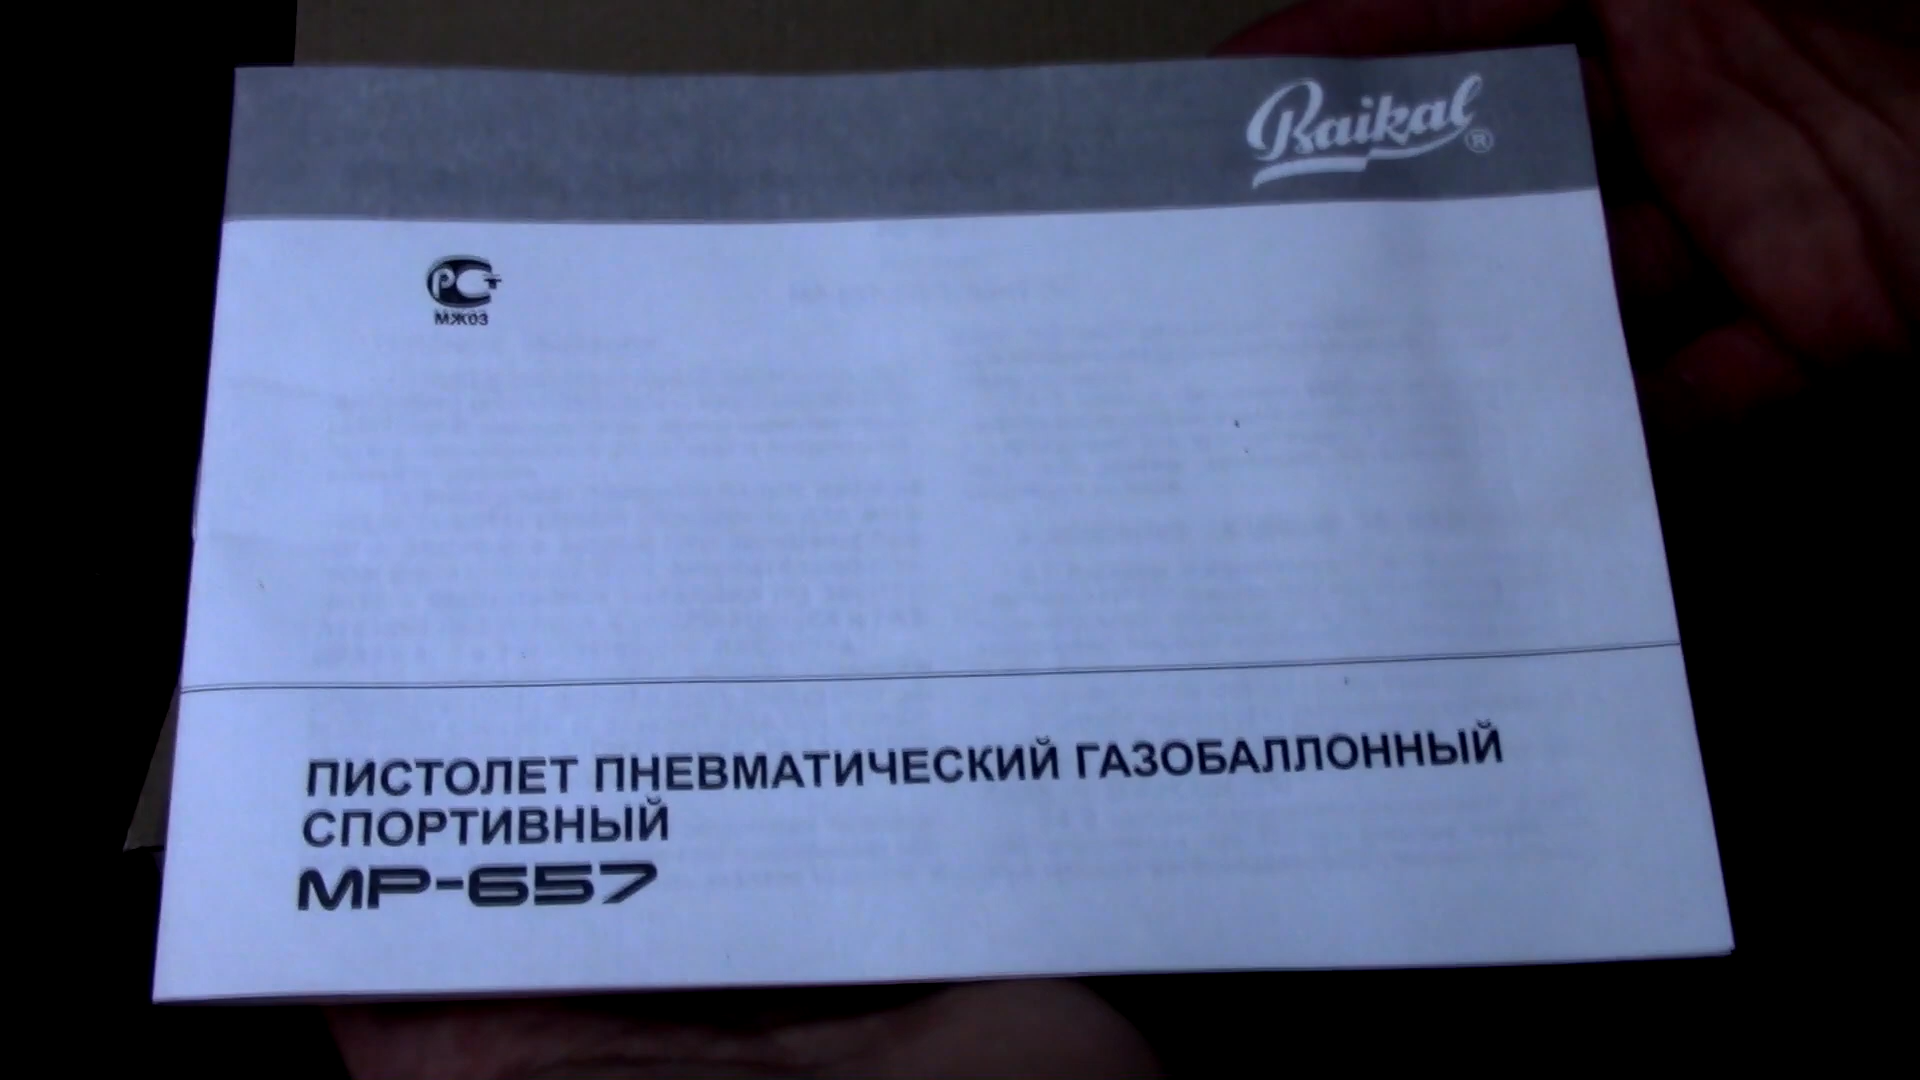 Baikal®
РСТ
МЖ03
ПИСТОЛЕТ ПНЕВМАТИЧЕСКИЙ ГАЗОБАЛЛОННЫЙ
СПОРТИВНЫЙ
МР-657